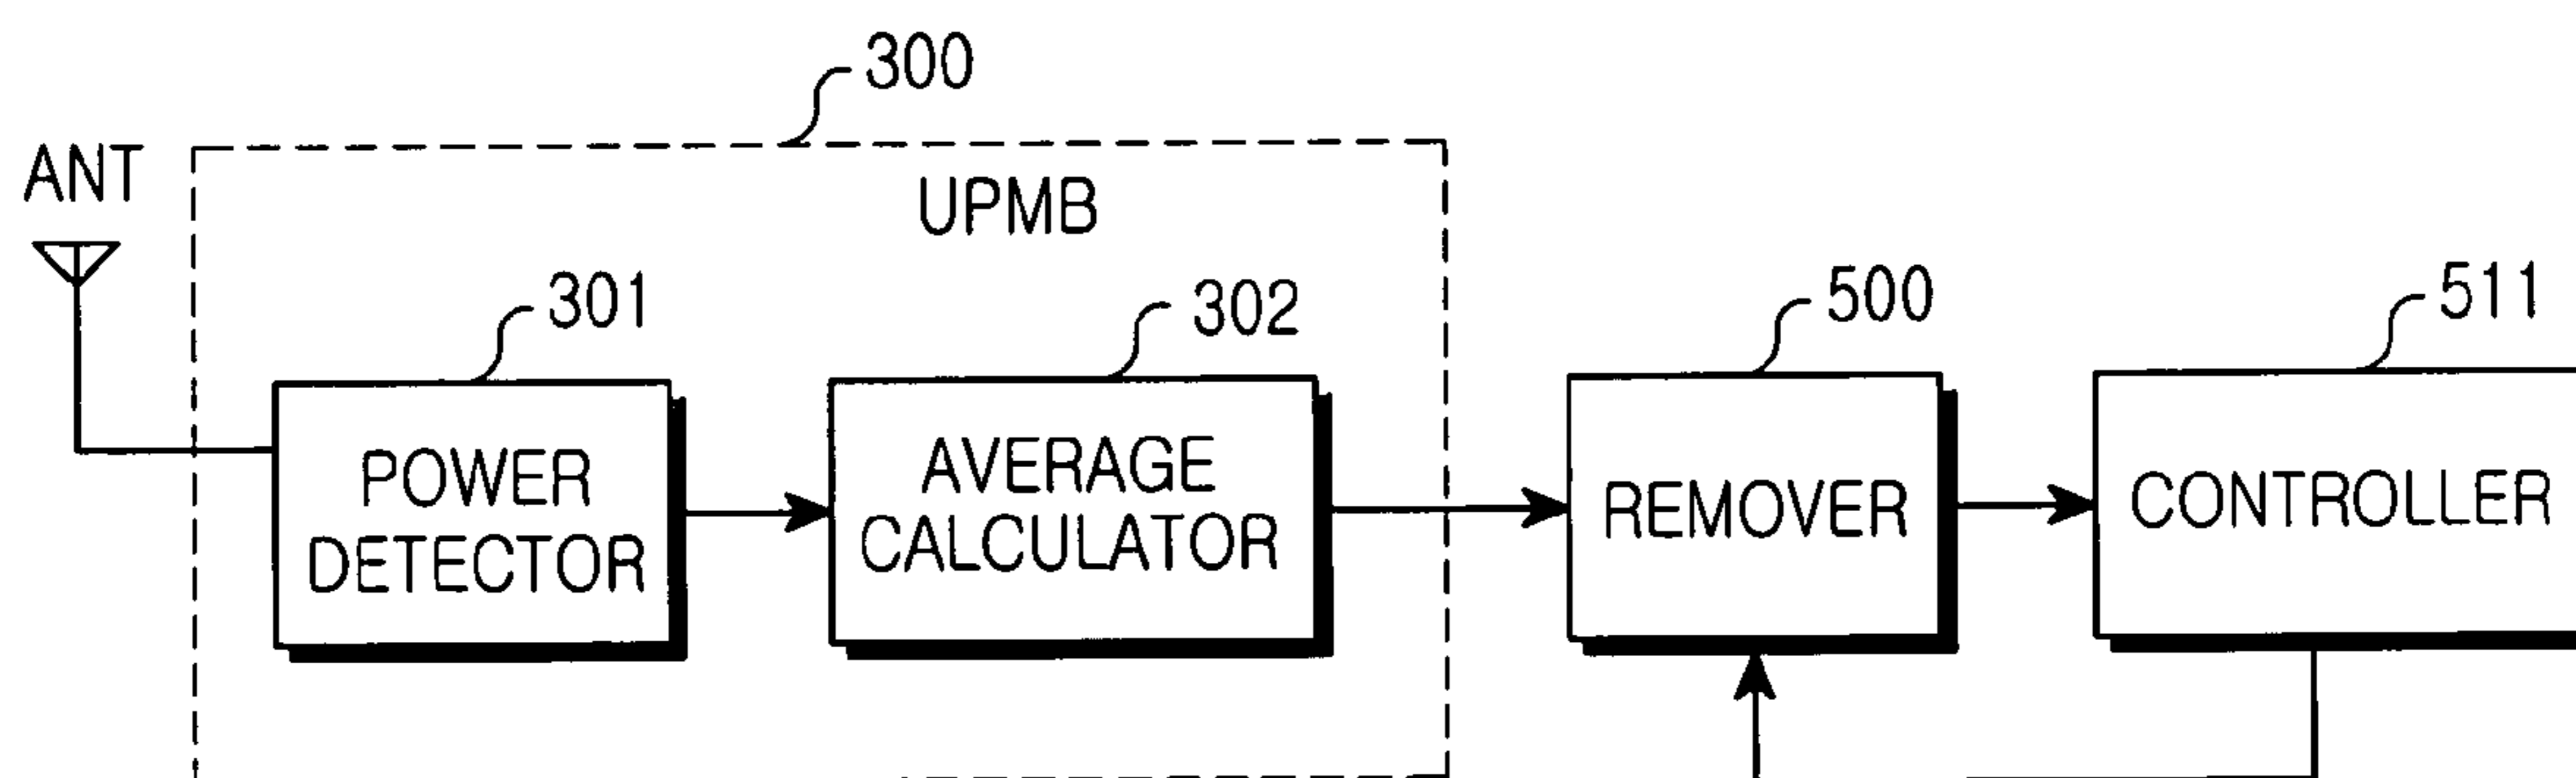 300
ANT
UPMB
301
302
500
511
POWER
DETECTOR
AVERAGE
CALCULATOR
REMOVER
CONTROLLER